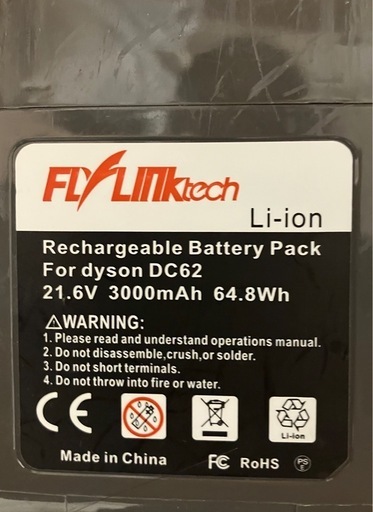 FLYLINKtech
Li-ion
Rechargeable Battery Pack
For dyson DC62
21.6V 3000mAh 64.8Wh
⚠WARNING:
1. Please read and understand operations manual.
2. Do not disassemble,crush,or solder.
3. Do not short terminals.
4. Do not throw into fire or water.
CE
Li-ion
Made in China FC RoHS PSE